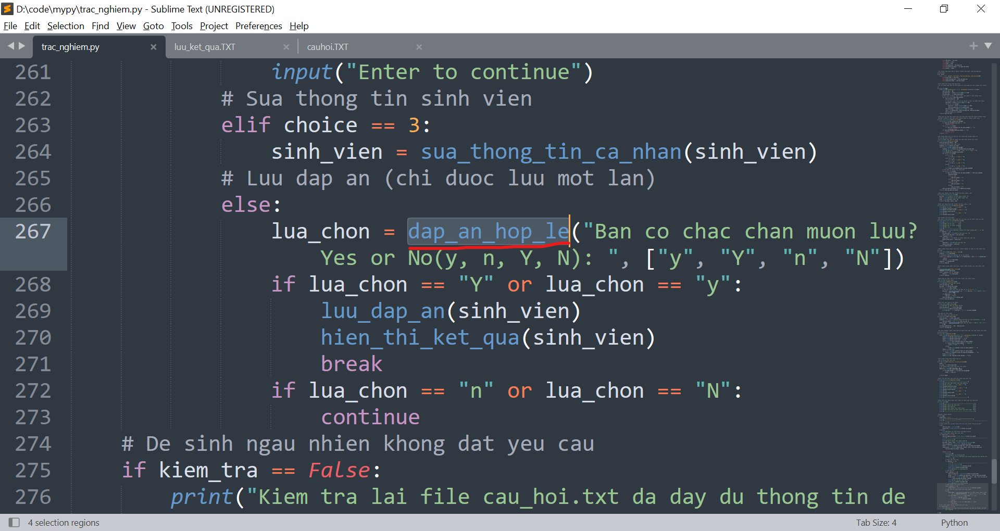 D:\code\mypy\trac_nghiem.py - Sublime Text (UNREGISTERED)
File Edit Selection Find View Goto Tools Project Preferences Help
trac_nghiem.py luu_ket_qua.TXT cauhoi.TXT
261 input("Enter to continue")
262 # Sua thong tin sinh vien
263 elif choice == 3:
264 sinh_vien = sua_thong_tin_ca_nhan(sinh_vien)
265 # Luu dap an (chi duoc luu mot lan)
266 else:
267 lua_chon = dap_an_hop_le("Ban co chac chan muon luu?
Yes or No(y, n, Y, N): ", ["y", "Y", "n", "N"])
268 if lua_chon == "Y" or lua_chon == "y":
269 luu_dap_an(sinh_vien)
270 hien_thi_ket_qua(sinh_vien)
271 break
272 if lua_chon == "n" or lua_chon == "N":
273 continue
274 # De sinh ngau nhien khong dat yeu cau
275 if kiem_tra == False:
276 print("Kiem tra lai file cau_hoi.txt da day du thong tin de
4 selection regions Tab Size: 4 Python